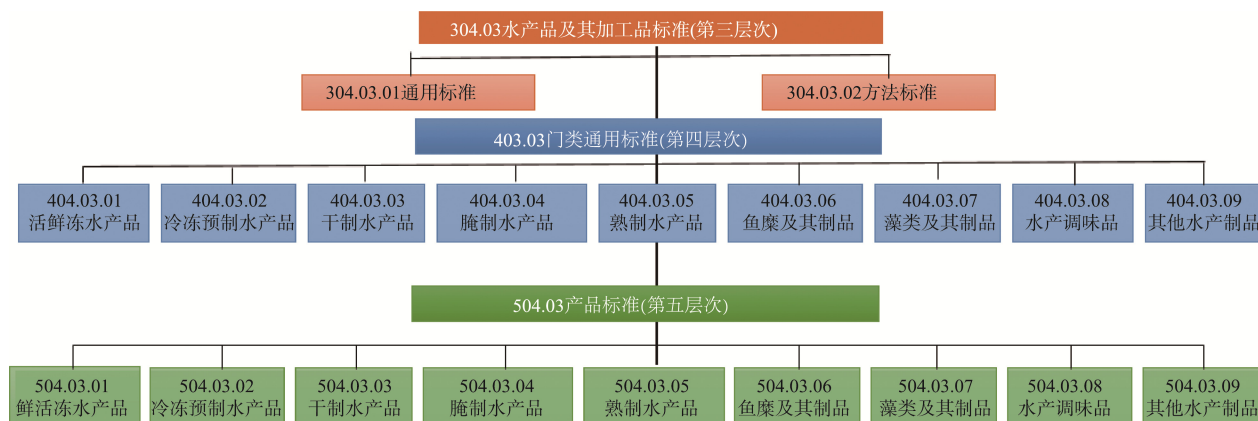 304.03水产品及其加工品标准(第三层次)
304.03.01通用标准
304.03.02方法标准
403.03门类通用标准(第四层次)
404.03.01
活鲜冻水产品
404.03.02
冷冻预制水产品
404.03.03
干制水产品
404.03.04
腌制水产品
404.03.05
熟制水产品
404.03.06
鱼糜及其制品
404.03.07
藻类及其制品
404.03.08
水产调味品
404.03.09
其他水产制品
504.03产品标准(第五层次)
504.03.01
鲜活冻水产品
504.03.02
冷冻预制水产品
504.03.03
干制水产品
504.03.04
腌制水产品
504.03.05
熟制水产品
504.03.06
鱼糜及其制品
504.03.07
藻类及其制品
504.03.08
水产调味品
504.03.09
其他水产制品